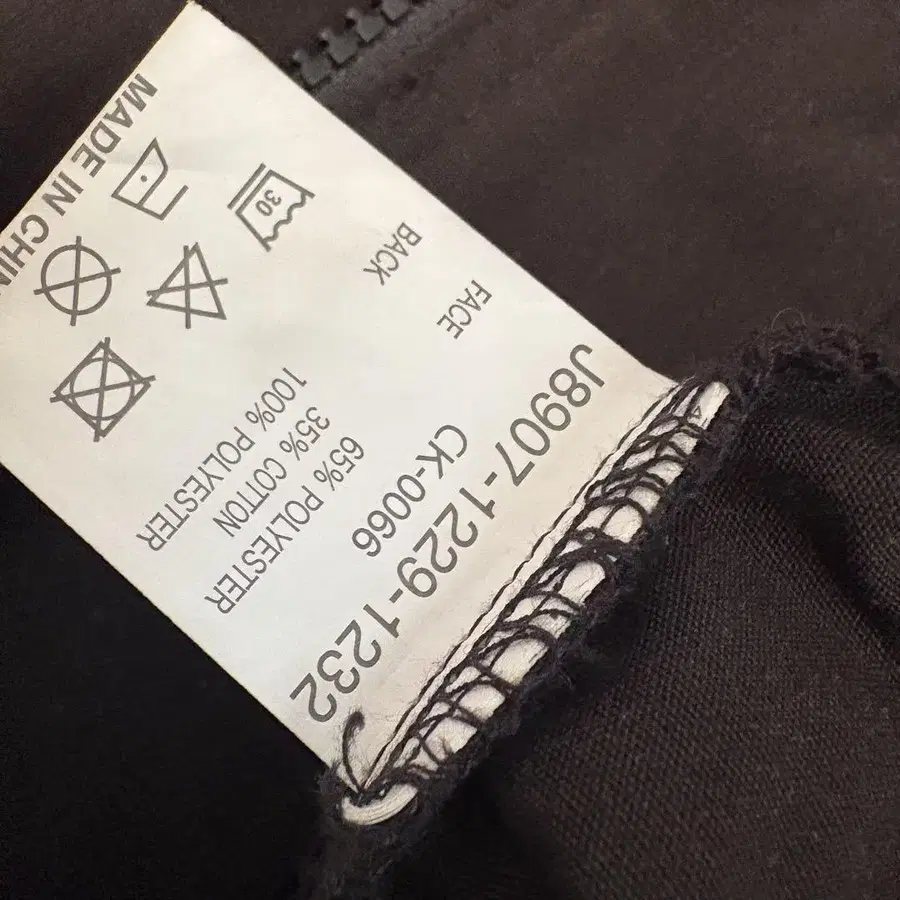 J8907-1229-1232
CK-0066
FACE 65% POLYESTER
35% COTTON
BACK 100% POLYESTER
30
MADE IN CHIN